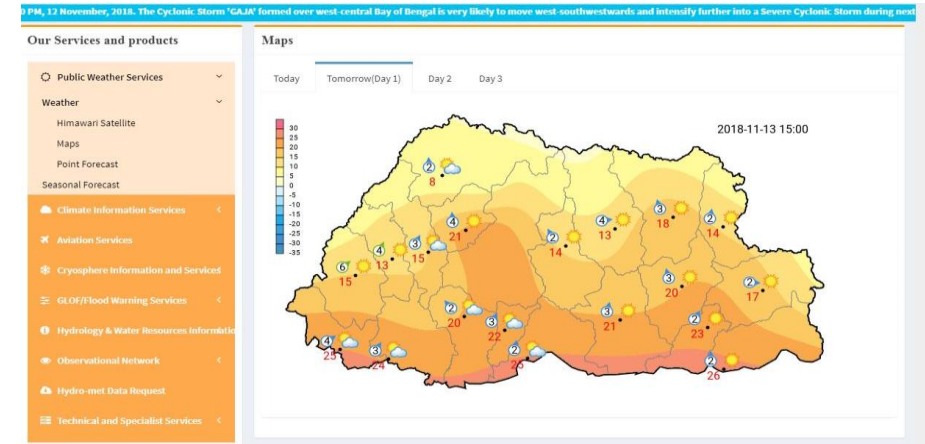 0 PM, 12 November, 2018. The Cyclonic Storm 'GAJA' formed over west-central Bay of Bengal is very likely to move west-southwestwards and intensify further into a Severe Cyclonic Storm during next
Our Services and products
Public Weather Services
Weather
Himawari Satellite
Maps
Point Forecast
Seasonal Forecast
Climate Information Services
Aviation Services
Cryosphere Information and Services
GLOF/Flood Warning Services
Hydrology & Water Resources Informatio
Observational Network
Hydro-met Data Request
Technical and Specialist Services
Maps
Today Tomorrow(Day 1) Day 2 Day 3
2018-11-13 15:00
30
25
20
15
10
5
0
-5
-10
-15
-20
-25
-30
-35
2
8
4
21
3
15
4
13
6
15
2
14
4
13
3
18
2
14
3
20
2
17
2
20
3
22
3
21
2
23
4
25
3
24
2
25
2
26